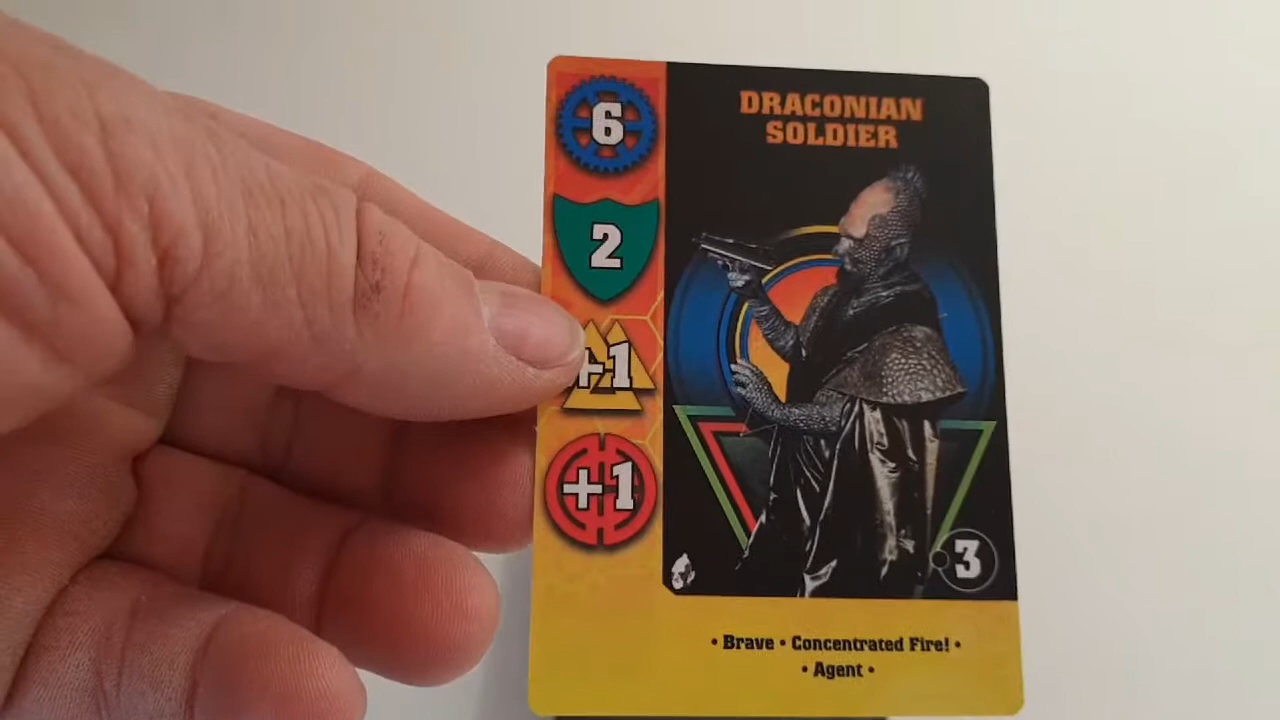 6
DRACONIAN
SOLDIER
2
+1
+1
3
• Brave • Concentrated Fire! •
• Agent •